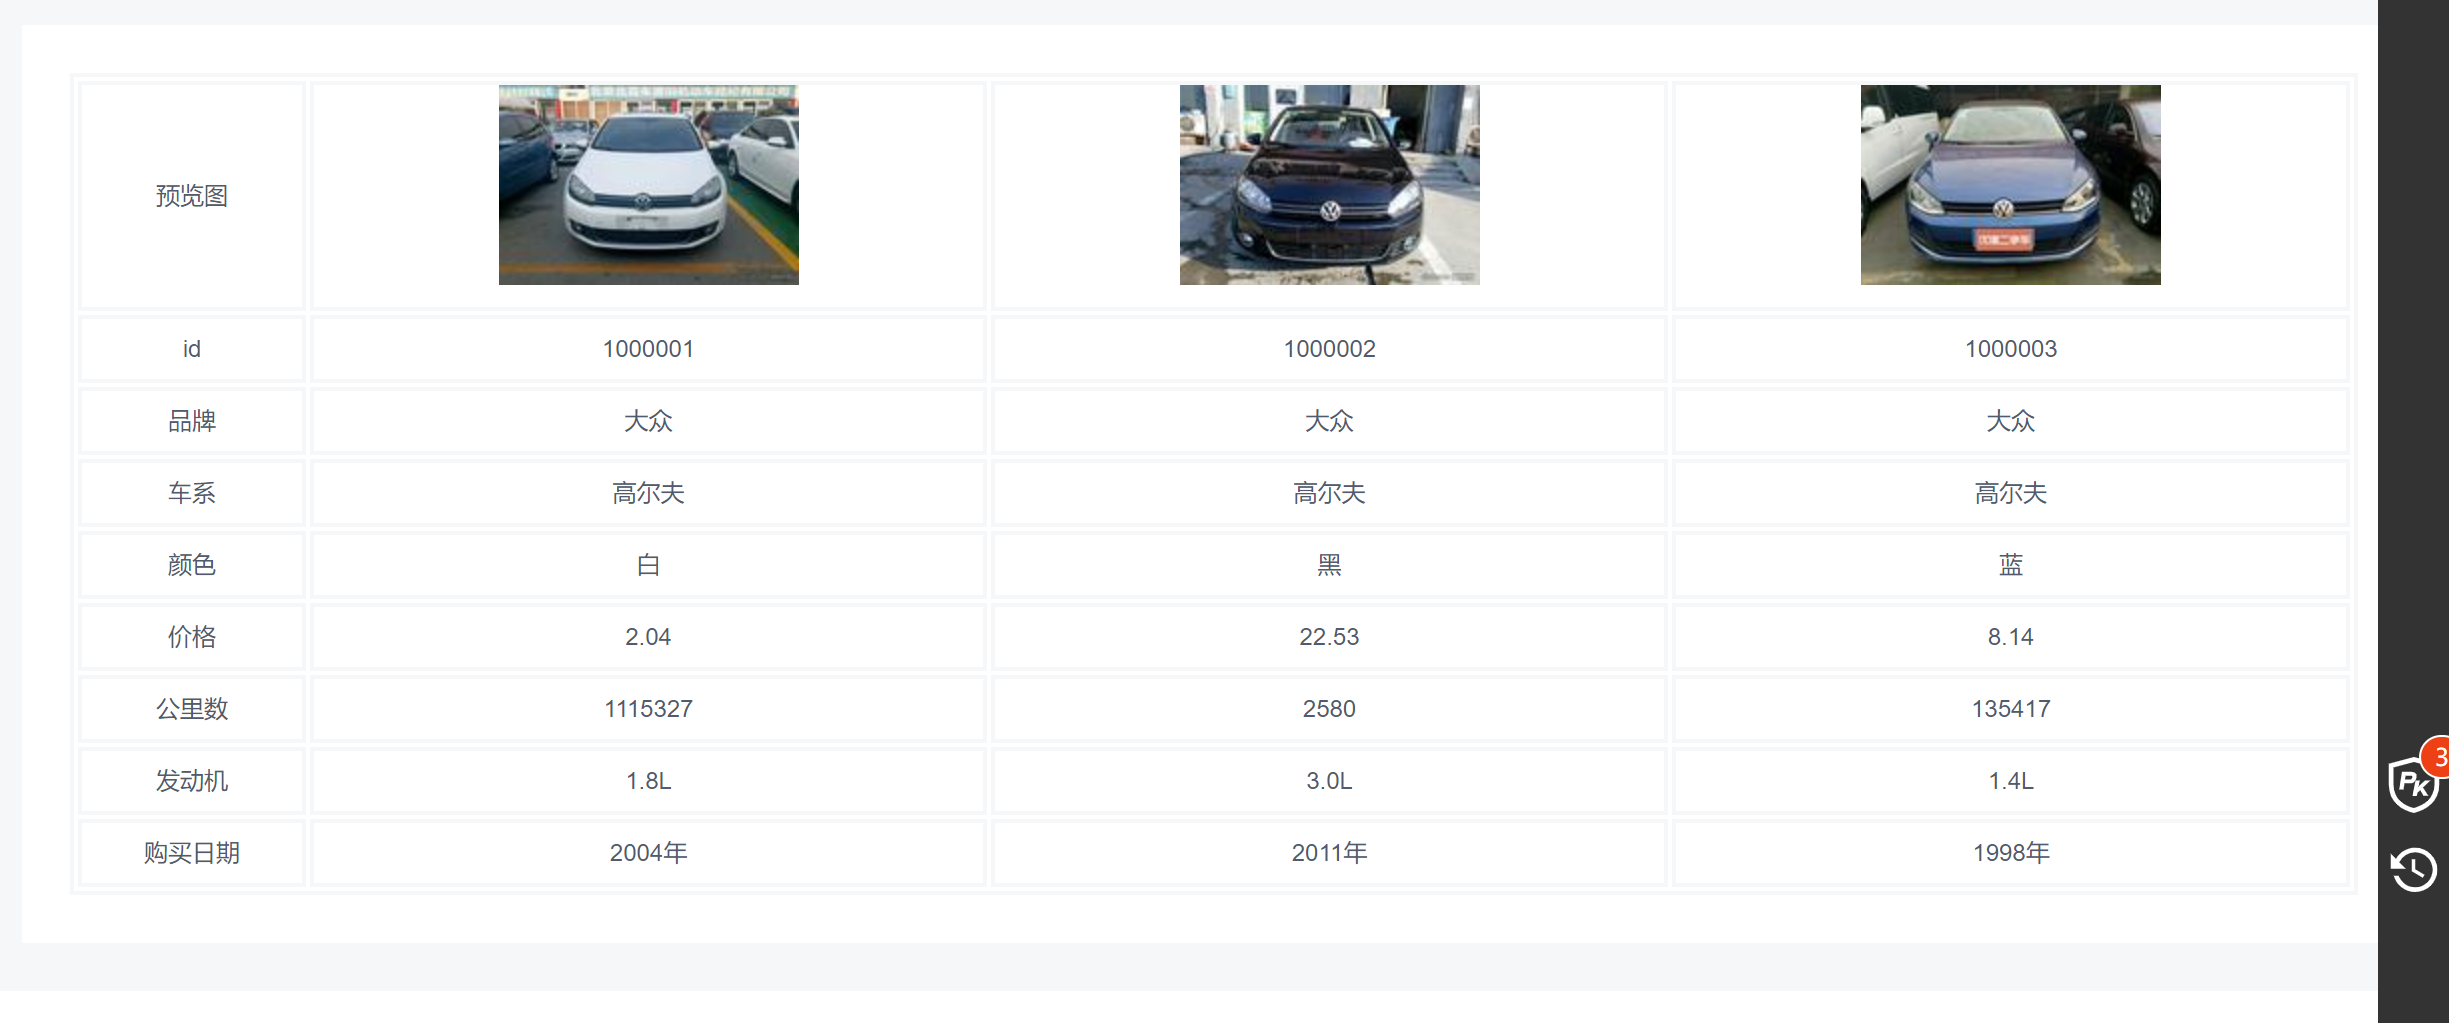 预览图
id 1000001 1000002 1000003
品牌 大众 大众 大众
车系 高尔夫 高尔夫 高尔夫
颜色 白 黑 蓝
价格 2.04 22.53 8.14
公里数 1115327 2580 135417
发动机 1.8L 3.0L 1.4L
购买日期 2004年 2011年 1998年
3
PK